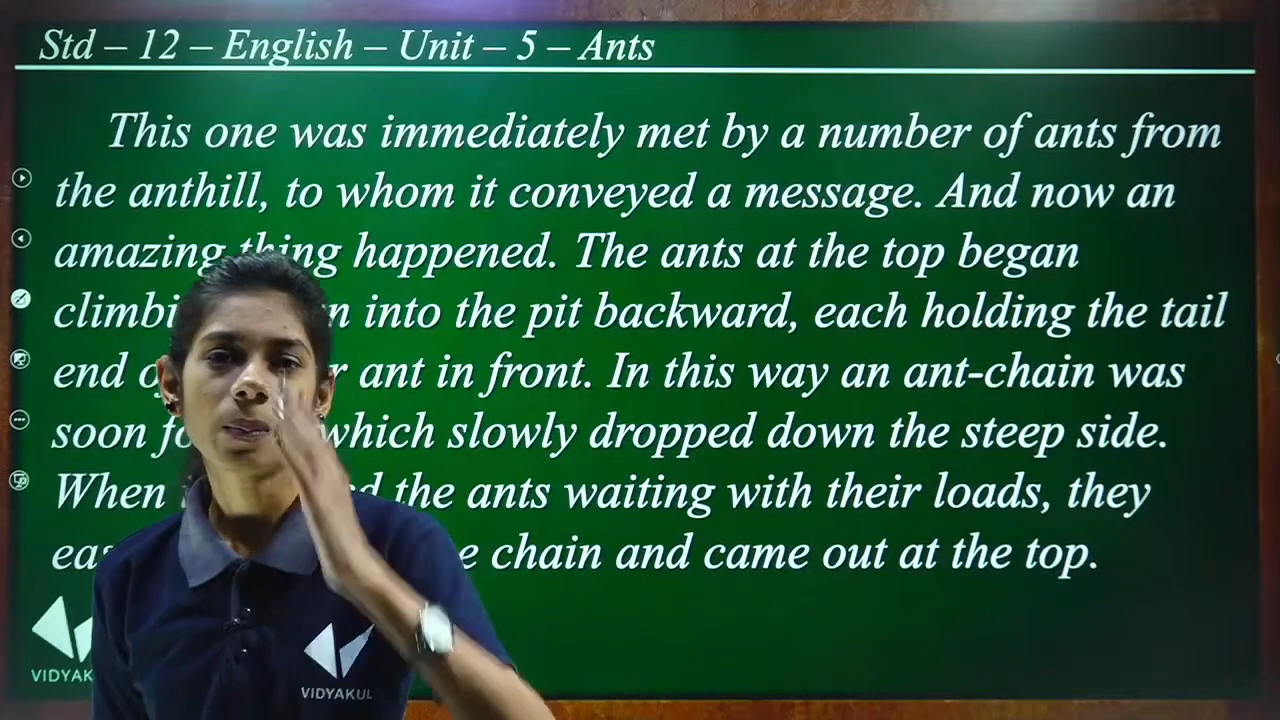 Std – 12 – English – Unit – 5 – Ants
This one was immediately met by a number of ants from
the anthill, to whom it conveyed a message. And now an
amazing thing happened. The ants at the top began
into the pit backward, each holding the tail
end ant in front. In this way an ant-chain was
soon which slowly dropped down the steep side.
When the ants waiting with their loads, they
chain and came out at the top.
VIDYAKUL